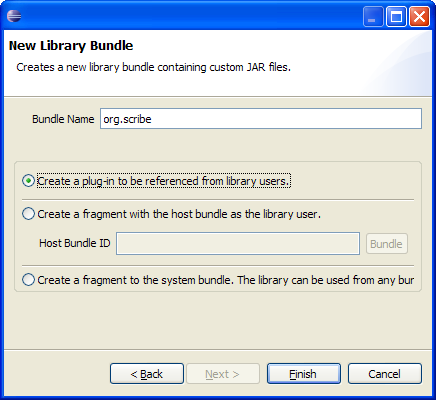 New Library Bundle
Creates a new library bundle containing custom JAR files.
Bundle Name org.scribe
Create a plug-in to be referenced from library users.
Create a fragment with the host bundle as the library user.
Host Bundle ID Bundle
Create a fragment to the system bundle. The library can be used from any bur
< Back Next > Finish Cancel